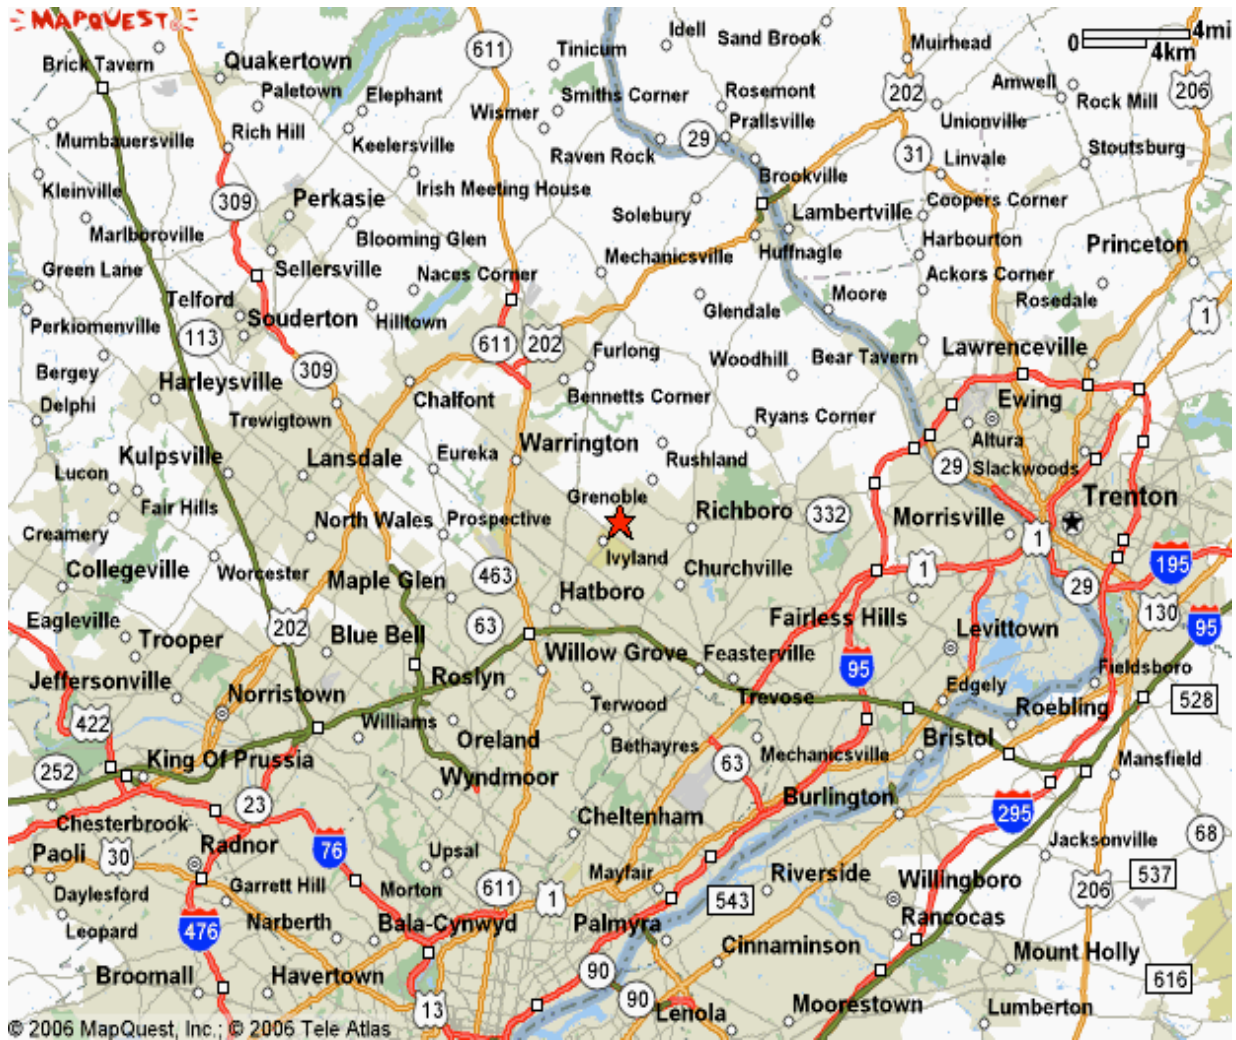 MAPQUEST
0
4mi
4km
611
Tinicum
Idell
Sand Brook
Muirhead
Brick Tavern
Quakertown
202
Amwell
206
Paletown
Elephant
Smiths Corner
Rosemont
Rock Mill
Wismer
Prallsville
Unionville
Mumbauersville
Rich Hill
Keelersville
29
31
Linvale
Stoutsburg
Raven Rock
Kleinville
309
Perkasie
Irish Meeting House
Brookville
Coopers Corner
Solebury
Lambertville
Marlboroville
Blooming Glen
Mechanicsville
Huffnagle
Harbourton
Princeton
Green Lane
Sellersville
Naces Corner
Ackors Corner
Telford
Moore
Rosedale
Perkiomenville
Souderton
Hilltown
Glendale
1
113
611
202
Furlong
Woodhill
Bear Tavern
Lawrenceville
Bergey
Harleysville
309
Delphi
Chalfont
Bennetts Corner
Ewing
Trewigtown
Ryans Corner
Altura
Warrington
Lucon
Kulpsville
Lansdale
Eureka
Rushland
29
Slackwoods
Fair Hills
Grenoble
Richboro
332
Trenton
Creamery
North Wales
Prospective
Morrisville
1
Collegeville
Worcester
Maple Glen
463
Ivyland
Churchville
1
195
Hatboro
29
Eagleville
Trooper
202
Blue Bell
63
Fairless Hills
Levittown
130
95
Willow Grove
Feasterville
95
Fieldsboro
Jeffersonville
Norristown
Roslyn
Trevose
Edgely
528
422
Williams
Terwood
Roebling
Oreland
Bethayres
Mechanicsville
Bristol
King Of Prussia
252
Wyndmoor
63
Mansfield
23
Burlington
295
Chesterbrook
Cheltenham
Radnor
76
68
Paoli
30
Upsal
Jacksonville
Mayfair
Riverside
537
Daylesford
Garrett Hill
Morton
611
1
543
Willingboro
206
Leopard
476
Narberth
Bala-Cynwyd
Palmyra
Rancocas
Cinnaminson
Mount Holly
Broomall
Havertown
90
616
13
90
Lenola
Moorestown
Lumberton
© 2006 MapQuest, Inc.; © 2006 Tele Atlas